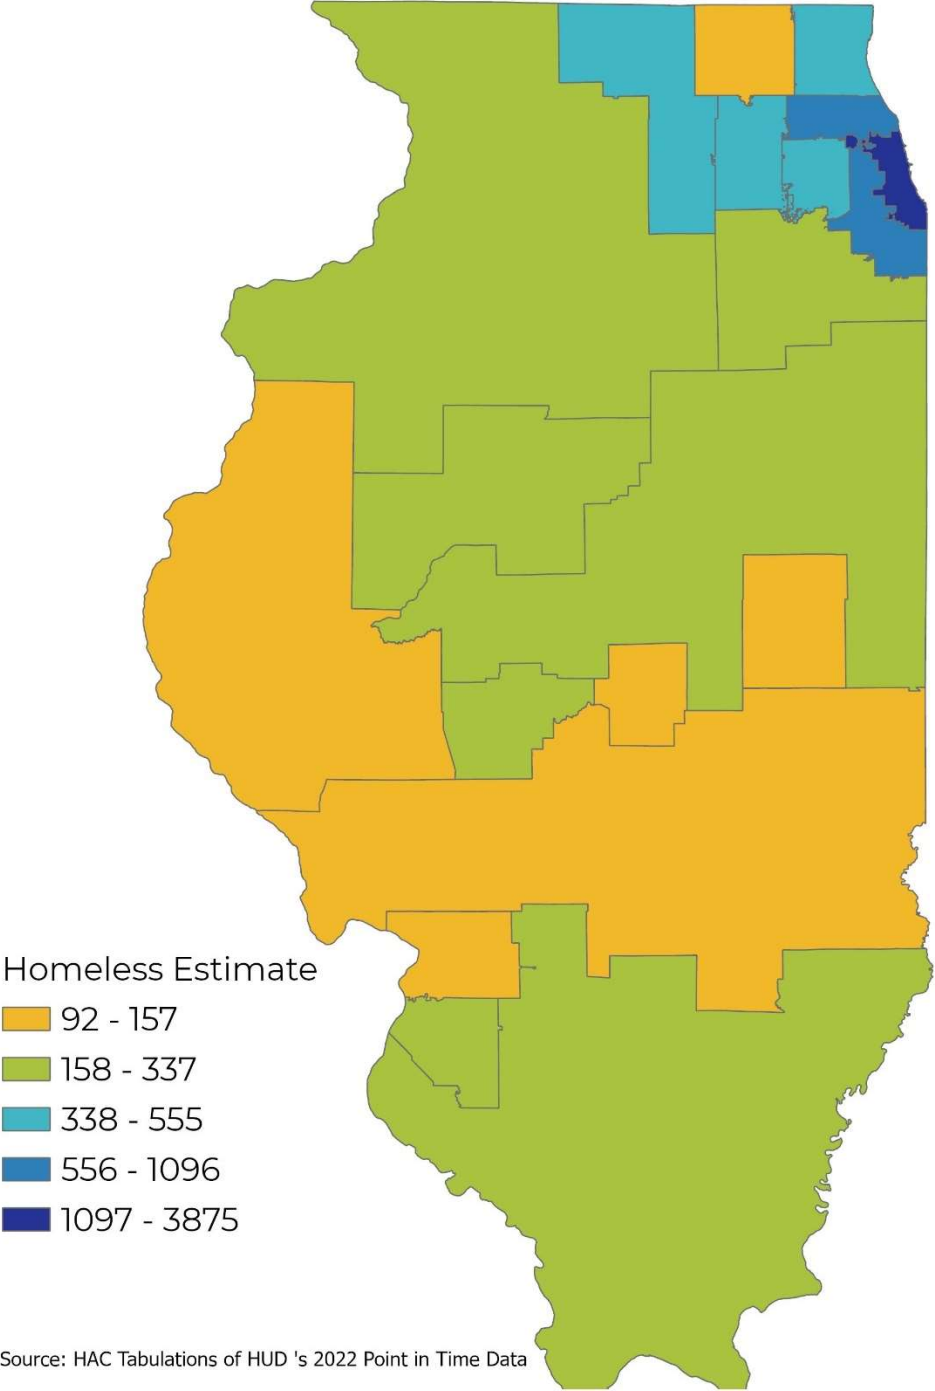 Homeless Estimate
92 - 157
158 - 337
338 - 555
556 - 1096
1097 - 3875
Source: HAC Tabulations of HUD 's 2022 Point in Time Data